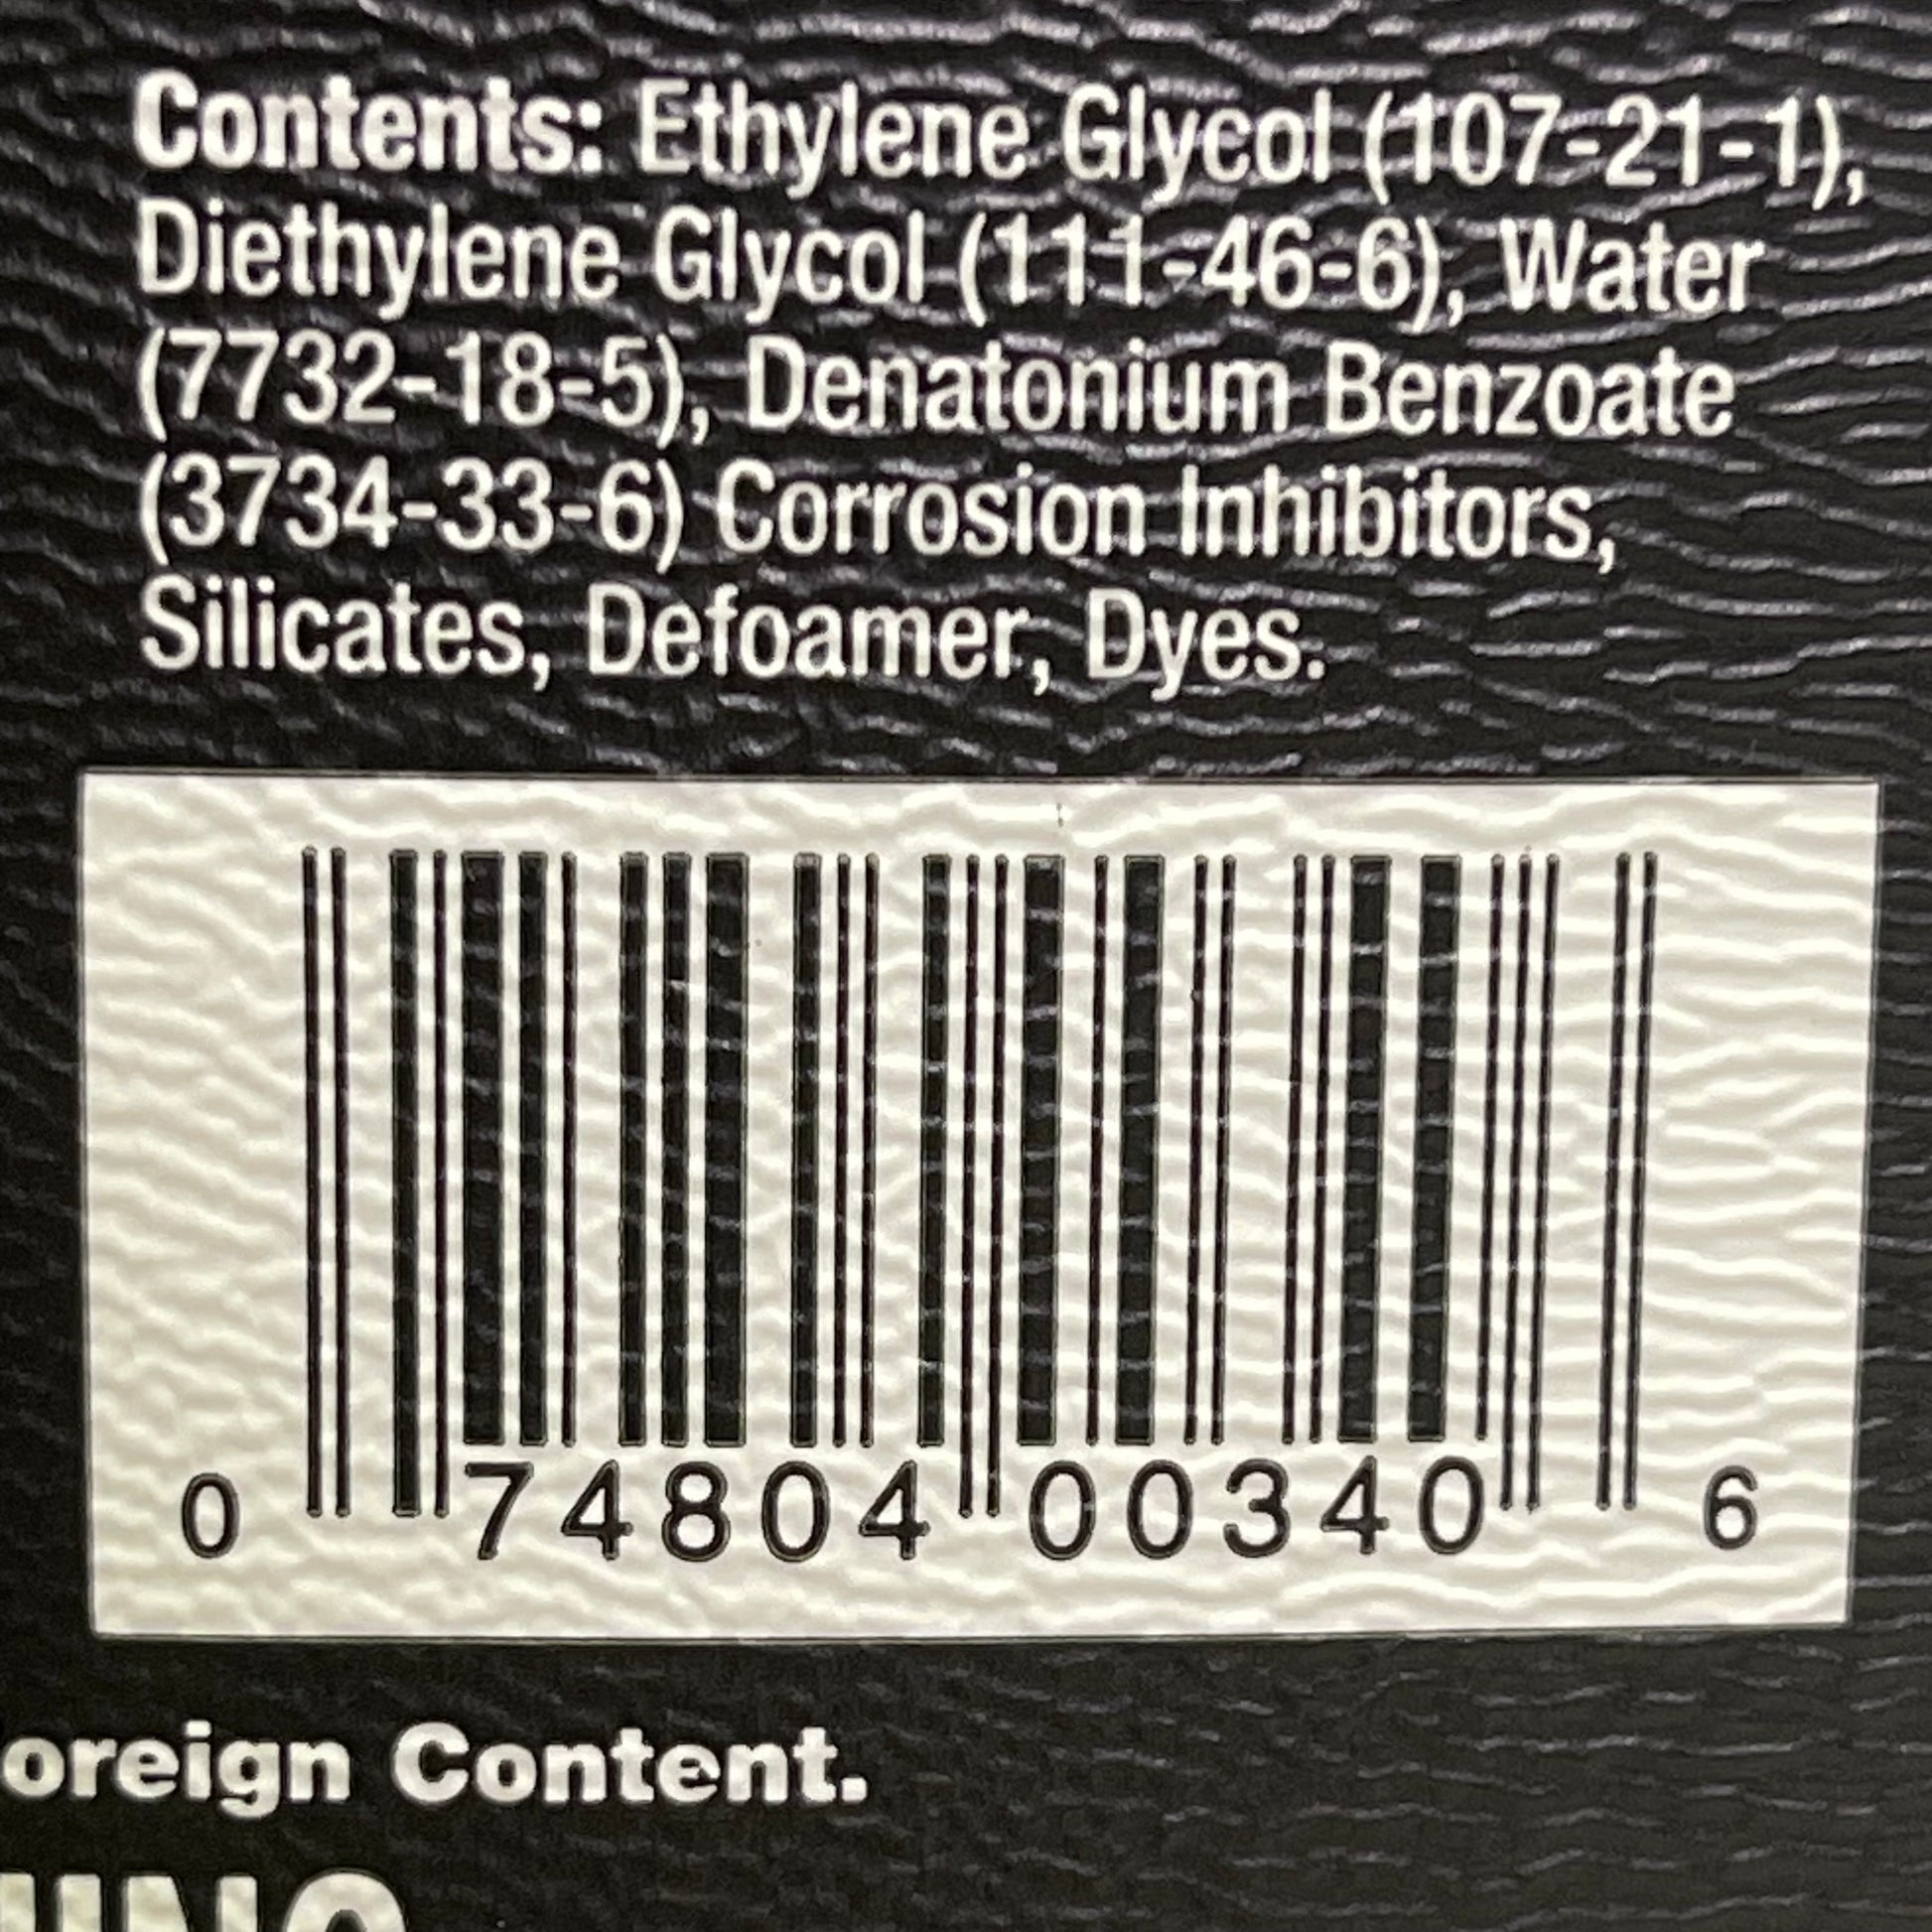 Contents: Ethylene Glycol (107-21-1),
Diethylene Glycol (111-46-6), Water
(7732-18-5), Denatonium Benzoate
(3734-33-6) Corrosion Inhibitors,
Silicates, Defoamer, Dyes.
0 74804 00340 6
oreign Content.